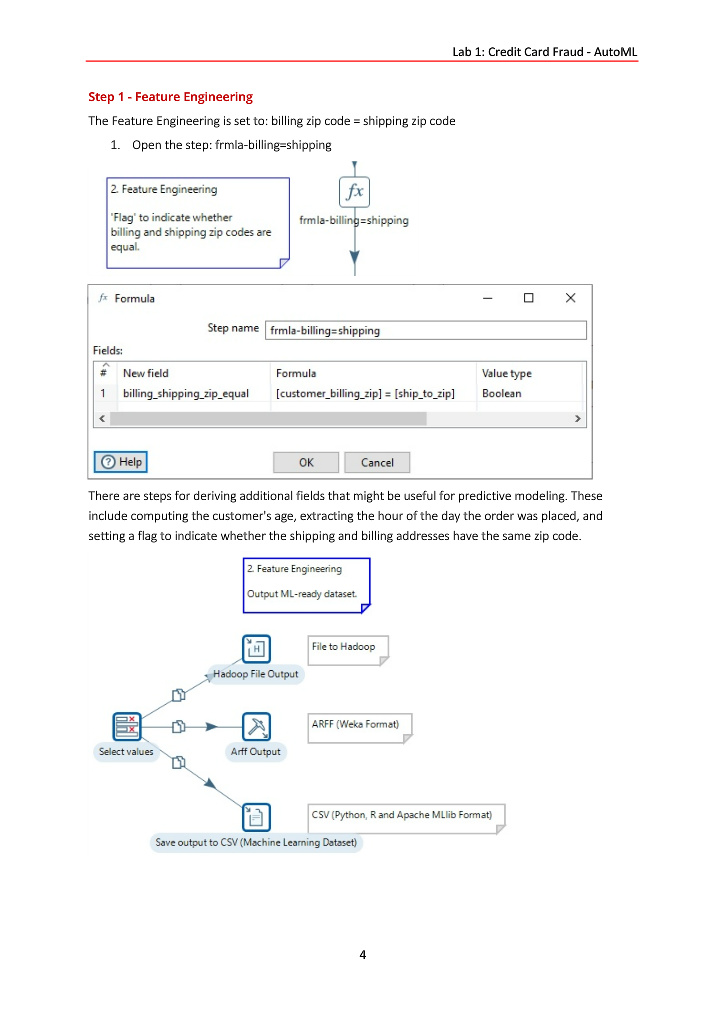 Lab 1: Credit Card Fraud - AutoML
Step 1 - Feature Engineering
The Feature Engineering is set to: billing zip code = shipping zip code
1. Open the step: frmla-billing=shipping
2. Feature Engineering
'Flag' to indicate whether
billing and shipping zip codes are
equal.
fx
frmla-billing=shipping
fx Formula
Step name frmla-billing=shipping
Fields:
# New field Formula Value type
1 billing_shipping_zip_equal [customer_billing_zip] = [ship_to_zip] Boolean
Help OK Cancel
There are steps for deriving additional fields that might be useful for predictive modeling. These
include computing the customer's age, extracting the hour of the day the order was placed, and
setting a flag to indicate whether the shipping and billing addresses have the same zip code.
2. Feature Engineering
Output ML-ready dataset.
H
File to Hadoop
Hadoop File Output
ARFF (Weka Format)
Select values
Arff Output
CSV (Python, R and Apache MLlib Format)
Save output to CSV (Machine Learning Dataset)
4